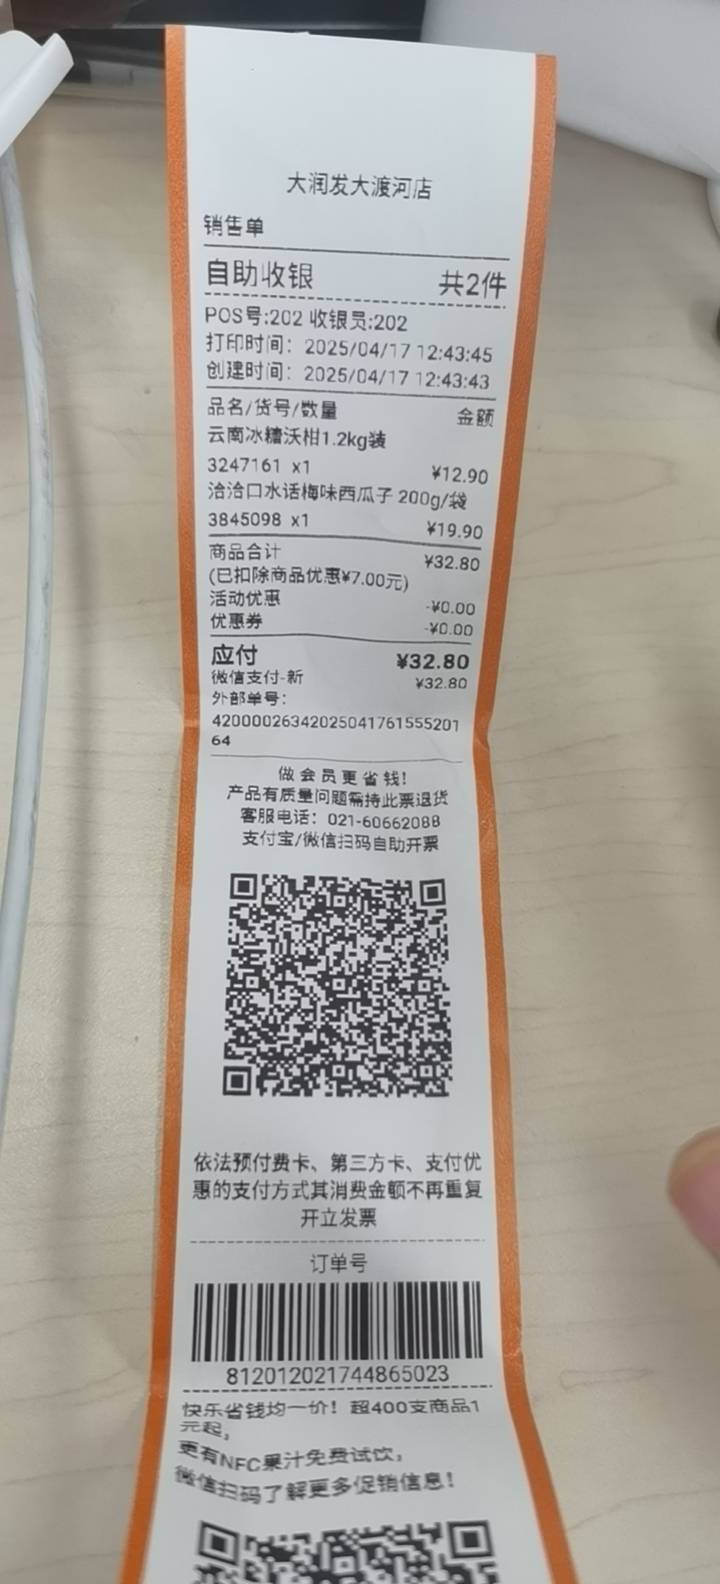 大润发大渡河店
销售单
自助收银 共2件
POS号:202 收银员:202
打印时间：2025/04/17 12:43:45
创建时间：2025/04/17 12:43:43
品名/货号/数量 金额
云南冰糖沃柑1.2kg装
3247161 x1 ¥12.90
洽洽口水话梅味西瓜子 200g/袋
3845098 x1 ¥19.90
商品合计 ¥32.80
(已扣除商品优惠¥7.00元)
活动优惠 -¥0.00
优惠券 -¥0.00
应付 ¥32.80
微信支付-新 ¥32.80
外部单号：
42000026342025041761555201
64
做会员更省钱！
产品有质量问题需持此票退货
客服电话：021-60662088
支付宝/微信扫码自助开票
依法预付费卡、第三方卡、支付优
惠的支付方式其消费金额不再重复
开立发票
订单号
812012021744865023
快乐省钱均一价！超400支商品1
元起，
更有NFC果汁免费试饮，
微信扫码了解更多促销信息！